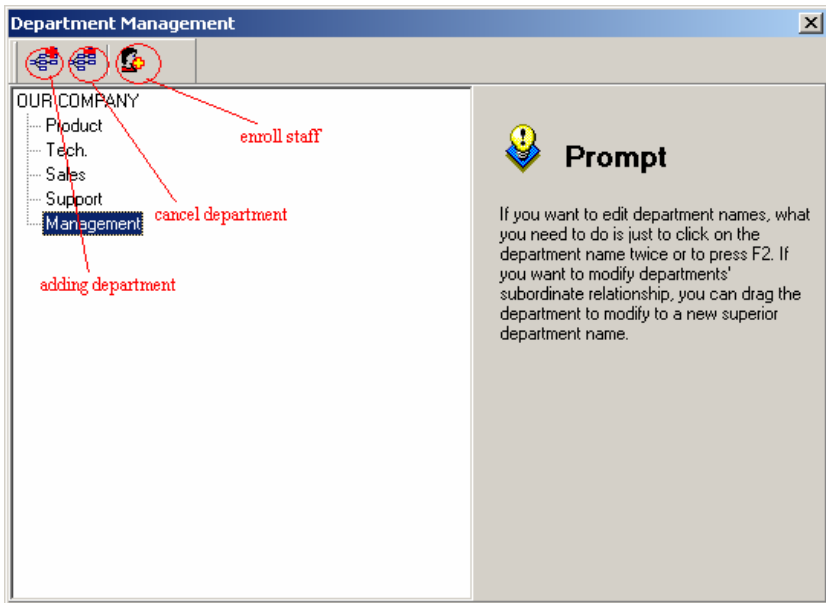 Department Management
OUR COMPANY
Product
Tech.
enroll staff
Sales
Support
cancel department
Management
adding department
Prompt
If you want to edit department names, what
you need to do is just to click on the
department name twice or to press F2. If
you want to modify departments'
subordinate relationship, you can drag the
department to modify to a new superior
department name.